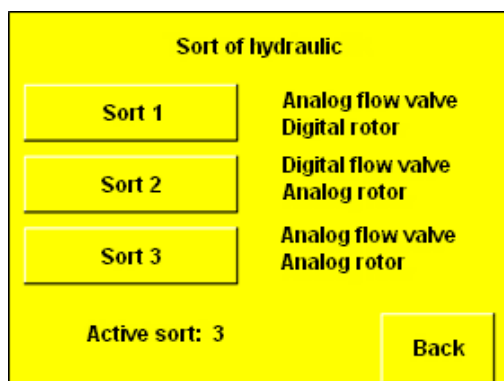 Sort of hydraulic
Sort 1
Analog flow valve
Digital rotor
Sort 2
Digital flow valve
Analog rotor
Sort 3
Analog flow valve
Analog rotor
Active sort: 3
Back